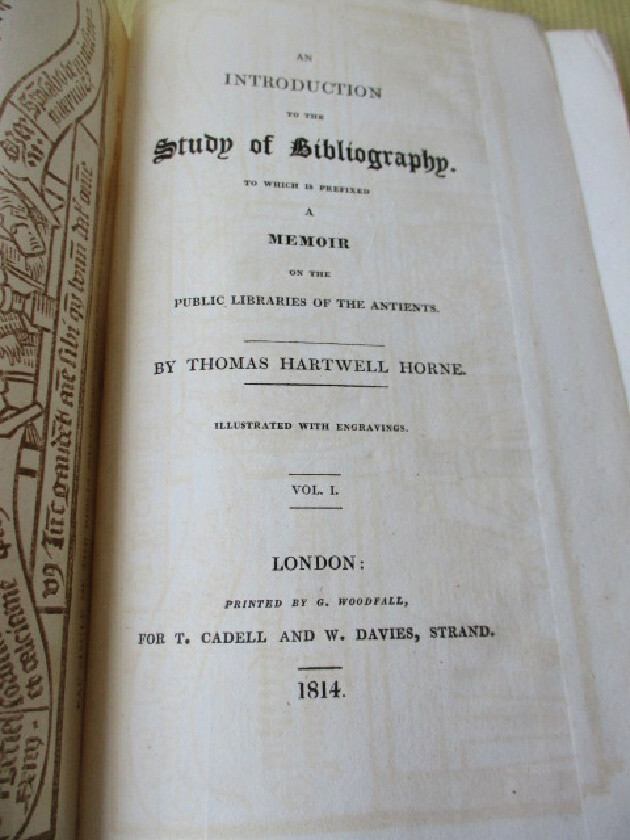 AN
INTRODUCTION
TO THE
Study of Bibliography.
TO WHICH IS PREFIXED
A
MEMOIR
ON THE
PUBLIC LIBRARIES OF THE ANTIENTS.
BY THOMAS HARTWELL HORNE.
ILLUSTRATED WITH ENGRAVINGS.
VOL. I.
LONDON:
PRINTED BY G. WOODFALL,
FOR T. CADELL AND W. DAVIES, STRAND.
1814.